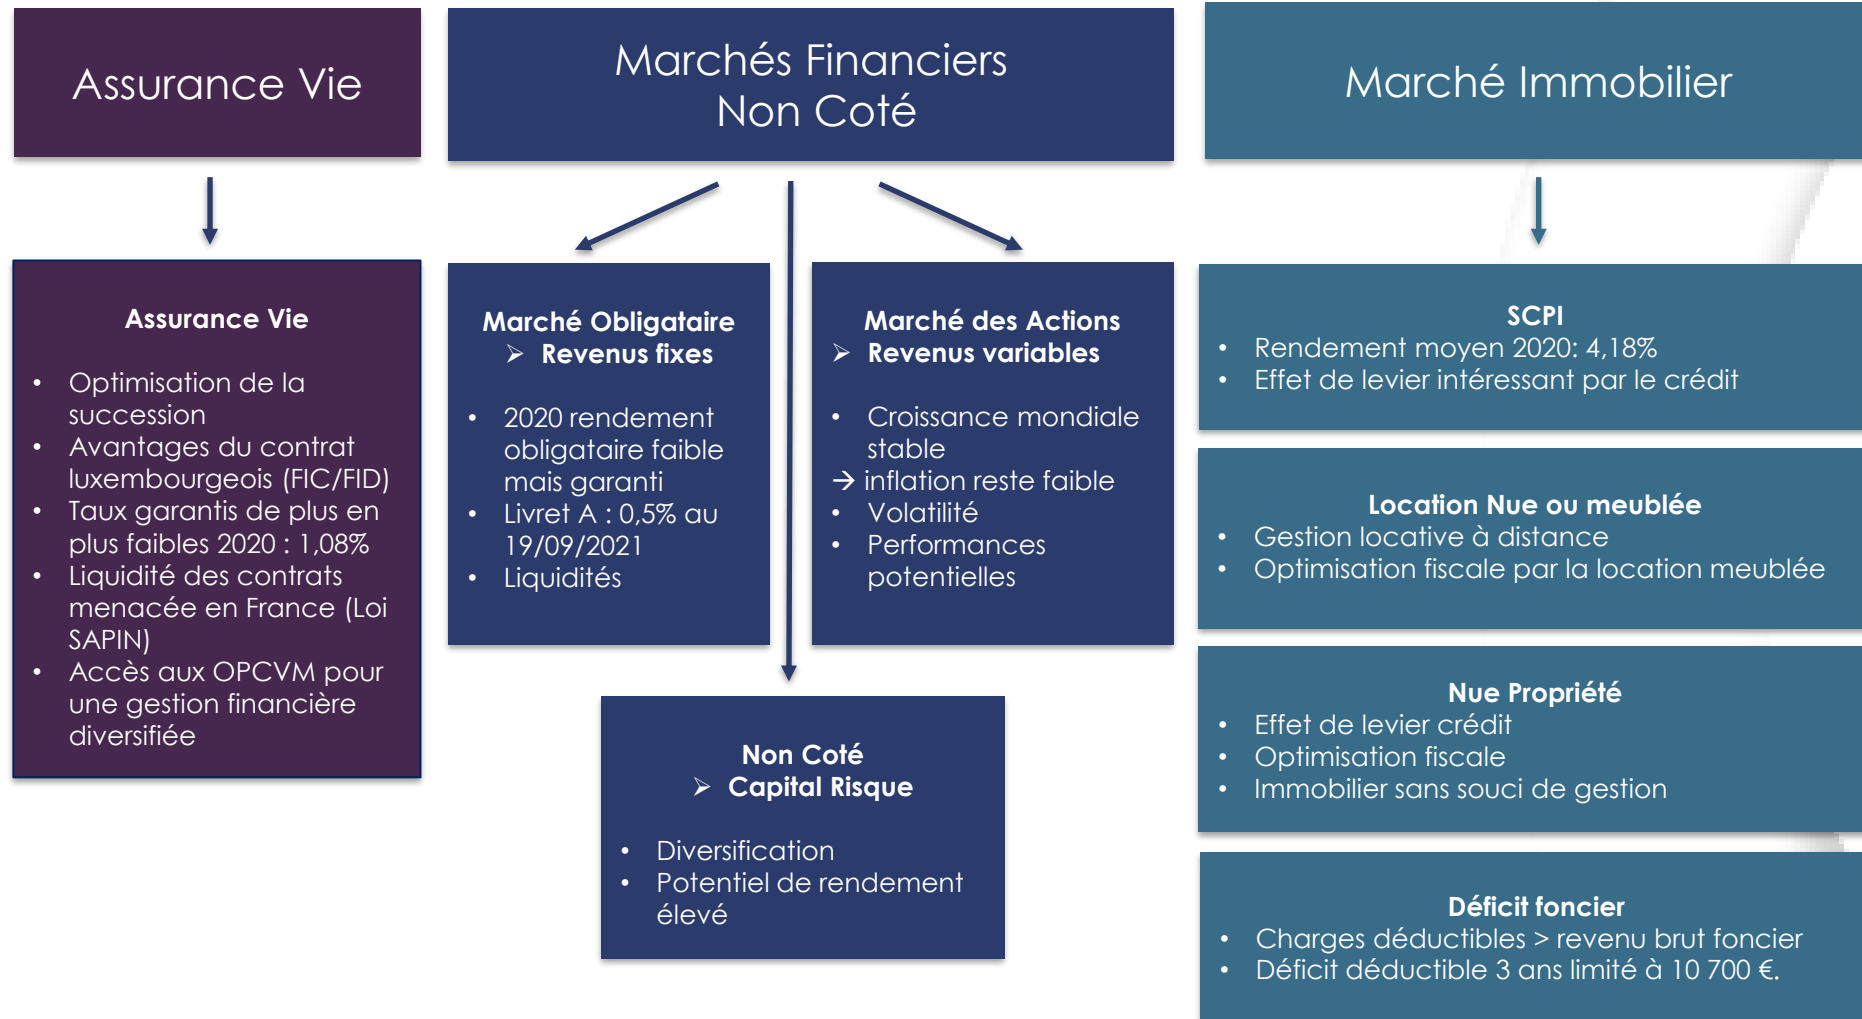 Assurance Vie
Marchés Financiers
Non Coté
Marché Immobilier
Assurance Vie
• Optimisation de la
succession
• Avantages du contrat
luxembourgeois (FIC/FID)
• Taux garantis de plus en
plus faibles 2020 : 1,08%
• Liquidité des contrats
menacée en France (Loi
SAPIN)
• Accès aux OPCVM pour
une gestion financière
diversifiée
Marché Obligataire
➢ Revenus fixes
• 2020 rendement
obligataire faible
mais garanti
• Livret A : 0,5% au
19/09/2021
• Liquidités
Marché des Actions
➢ Revenus variables
• Croissance mondiale
stable
→ inflation reste faible
• Volatilité
• Performances
potentielles
Non Coté
➢ Capital Risque
• Diversification
• Potentiel de rendement
élevé
SCPI
• Rendement moyen 2020: 4,18%
• Effet de levier intéressant par le crédit
Location Nue ou meublée
• Gestion locative à distance
• Optimisation fiscale par la location meublée
Nue Propriété
• Effet de levier crédit
• Optimisation fiscale
• Immobilier sans souci de gestion
Déficit foncier
• Charges déductibles > revenu brut foncier
• Déficit déductible 3 ans limité à 10 700 €.